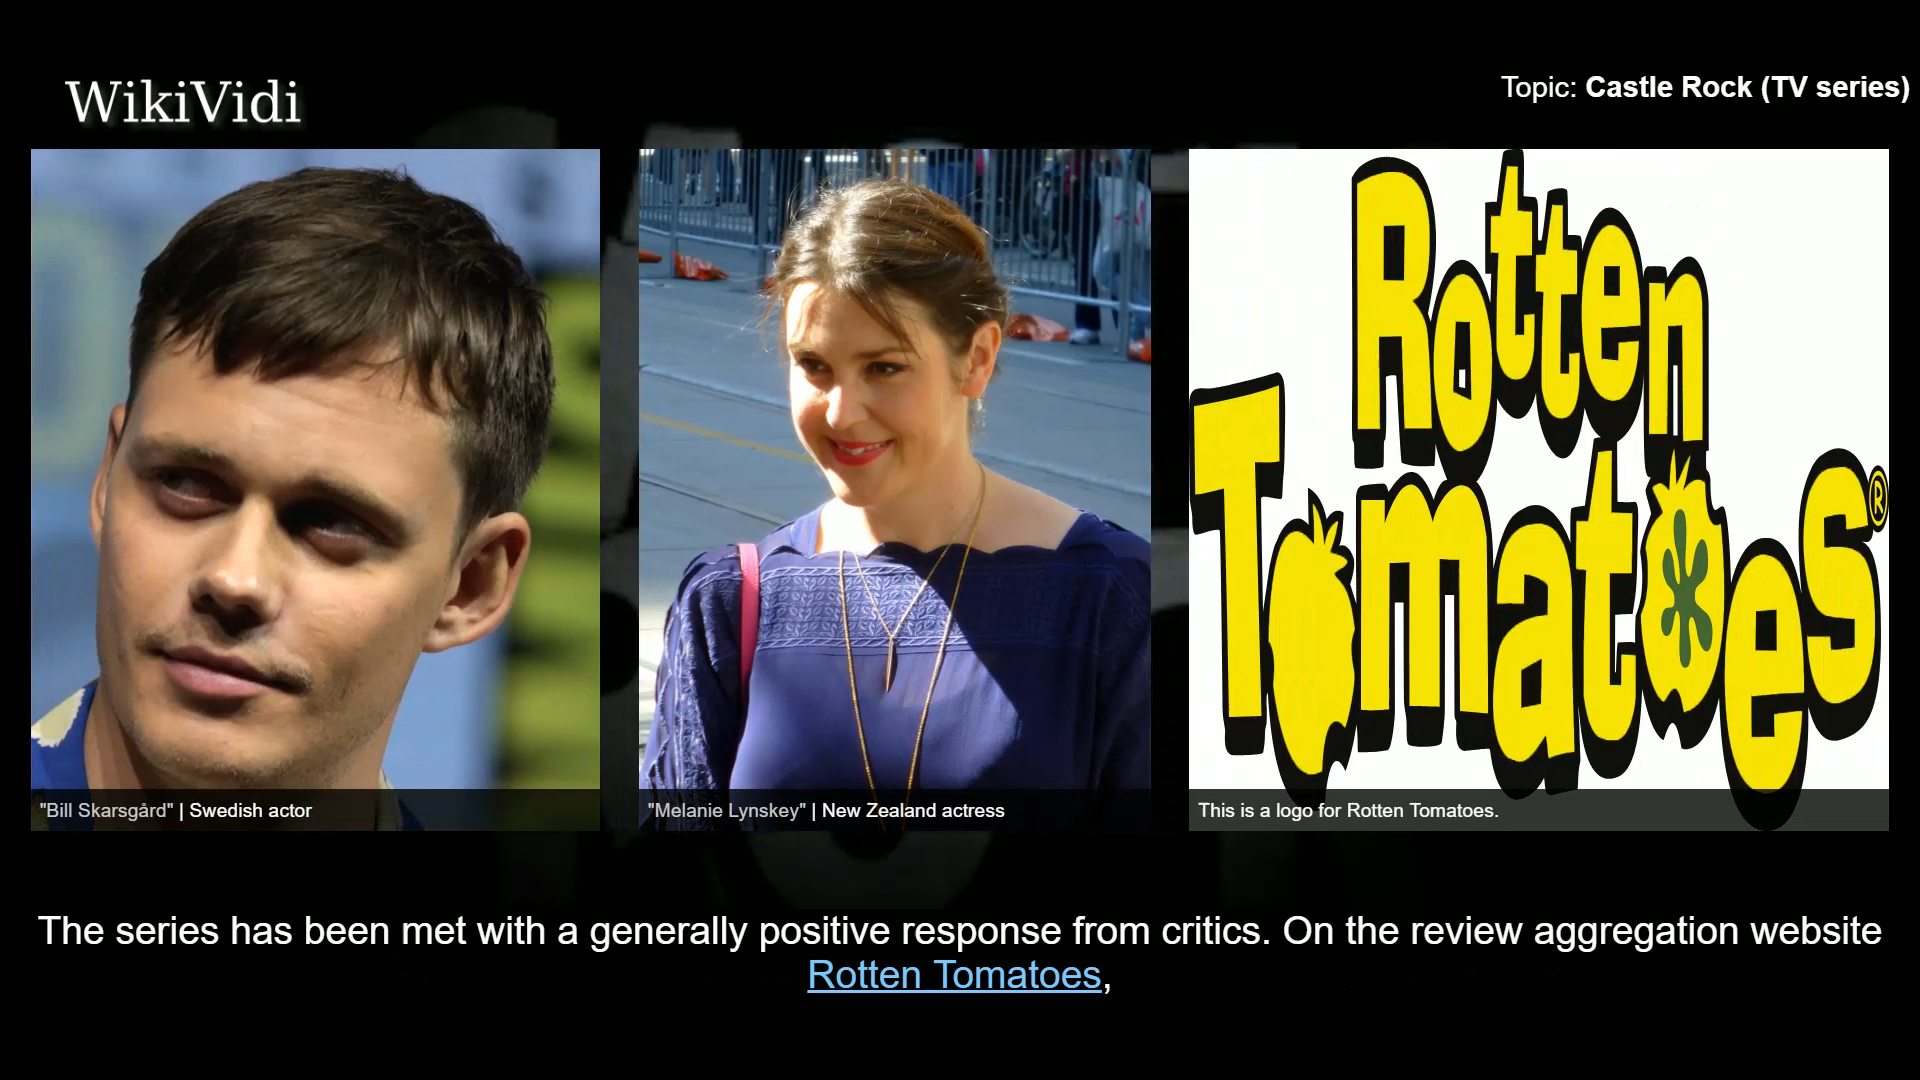 WikiVidi
Topic: Castle Rock (TV series)
Rotten
Tomatoes®
"Bill Skarsgård" | Swedish actor
"Melanie Lynskey" | New Zealand actress
This is a logo for Rotten Tomatoes.
The series has been met with a generally positive response from critics. On the review aggregation website
Rotten Tomatoes,